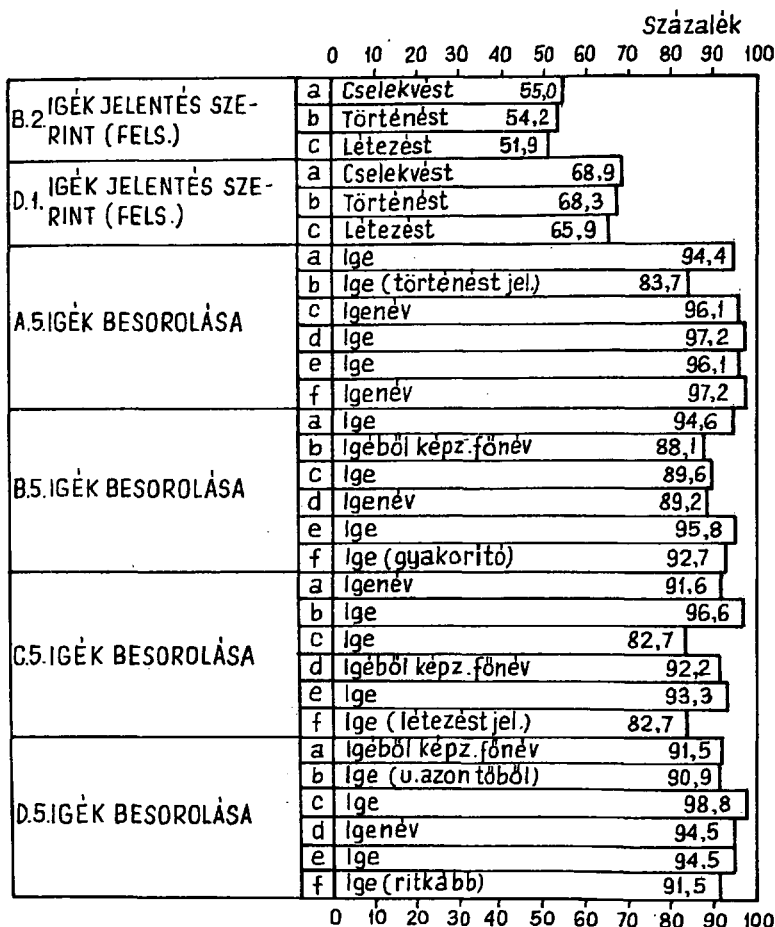 Százalék
0 10 20 30 40 50 60 70 80 90 100
B.2. IGÉK JELENTÉS SZE-
RINT (FELS.)
a Cselekvést 55,0
b Történést 54,2
c Létezést 51,9
D.1. IGÉK JELENTÉS SZE-
RINT (FELS.)
a Cselekvést 68,9
b Történést 68,3
c Létezést 65,9
A.5. IGÉK BESOROLÁSA
a Ige 94,4
b Ige (történést jel.) 83,7
c Igenév 96,1
d Ige 97,2
e Ige 96,1
f Igenév 97,2
B.5. IGÉK BESOROLÁSA
a Ige 94,6
b Igéből képz. főnév 88,1
c Ige 89,6
d Igenév 89,2
e Ige 95,8
f Ige (gyakorító) 92,7
C.5. IGÉK BESOROLÁSA
a Igenév 91,6
b Ige 96,6
c Ige 82,7
d Igéből képz. főnév 92,2
e Ige 93,3
f Ige (létezést jel.) 82,7
D.5. IGÉK BESOROLÁSA
a Igéből képz. főnév 91,5
b Ige (u.azon tőből) 90,9
c Ige 98,8
d Igenév 94,5
e Ige 94,5
f Ige (ritkább) 91,5
0 10 20 30 40 50 60 70 80 90 100